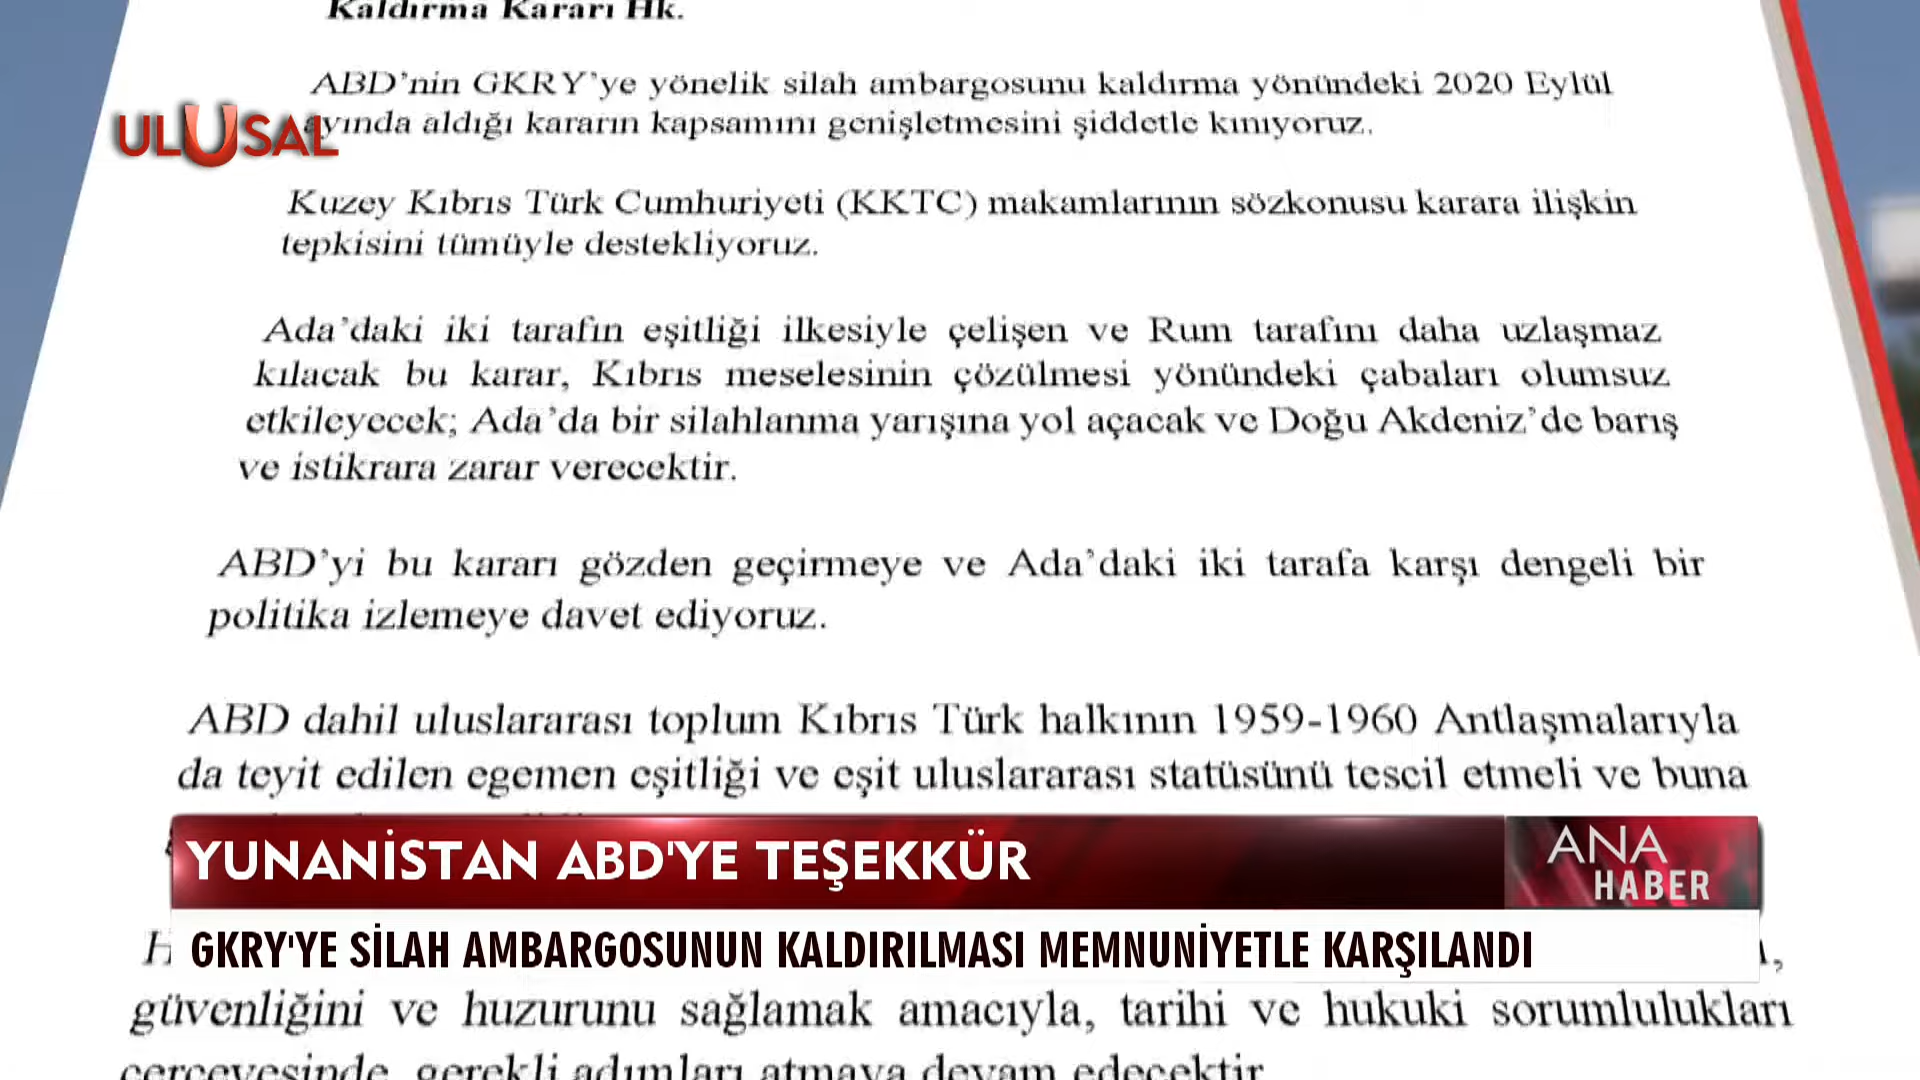 Kaldırma Kararı Hk.
ABD’nin GKRY’ye yönelik silah ambargosunu kaldırma yönündeki 2020 Eylül
ayında aldığı kararın kapsamını genişletmesini şiddetle kınıyoruz.
ULUSAL
Kuzey Kıbrıs Türk Cumhuriyeti (KKTC) makamlarının sözkonusu karara ilişkin
tepkisini tümüyle destekliyoruz.
Ada’daki iki tarafın eşitliği ilkesiyle çelişen ve Rum tarafını daha uzlaşmaz
kılacak bu karar, Kıbrıs meselesinin çözülmesi yönündeki çabaları olumsuz
etkileyecek; Ada’da bir silahlanma yarışına yol açacak ve Doğu Akdeniz’de barış
ve istikrara zarar verecektir.
ABD’yi bu kararı gözden geçirmeye ve Ada’daki iki tarafa karşı dengeli bir
politika izlemeye davet ediyoruz.
ABD dahil uluslararası toplum Kıbrıs Türk halkının 1959-1960 Antlaşmalarıyla
da teyit edilen egemen eşitliği ve eşit uluslararası statüsünü tescil etmeli ve buna
YUNANİSTAN ABD'YE TEŞEKKÜR
ANA
HABER
GKRY'YE SİLAH AMBARGOSUNUN KALDIRILMASI MEMNUNİYETLE KARŞILANDI
güvenliğini ve huzurunu sağlamak amacıyla, tarihi ve hukuki sorumlulukları
çerçevesinde, gerekli adımları atmaya devam edecektir.